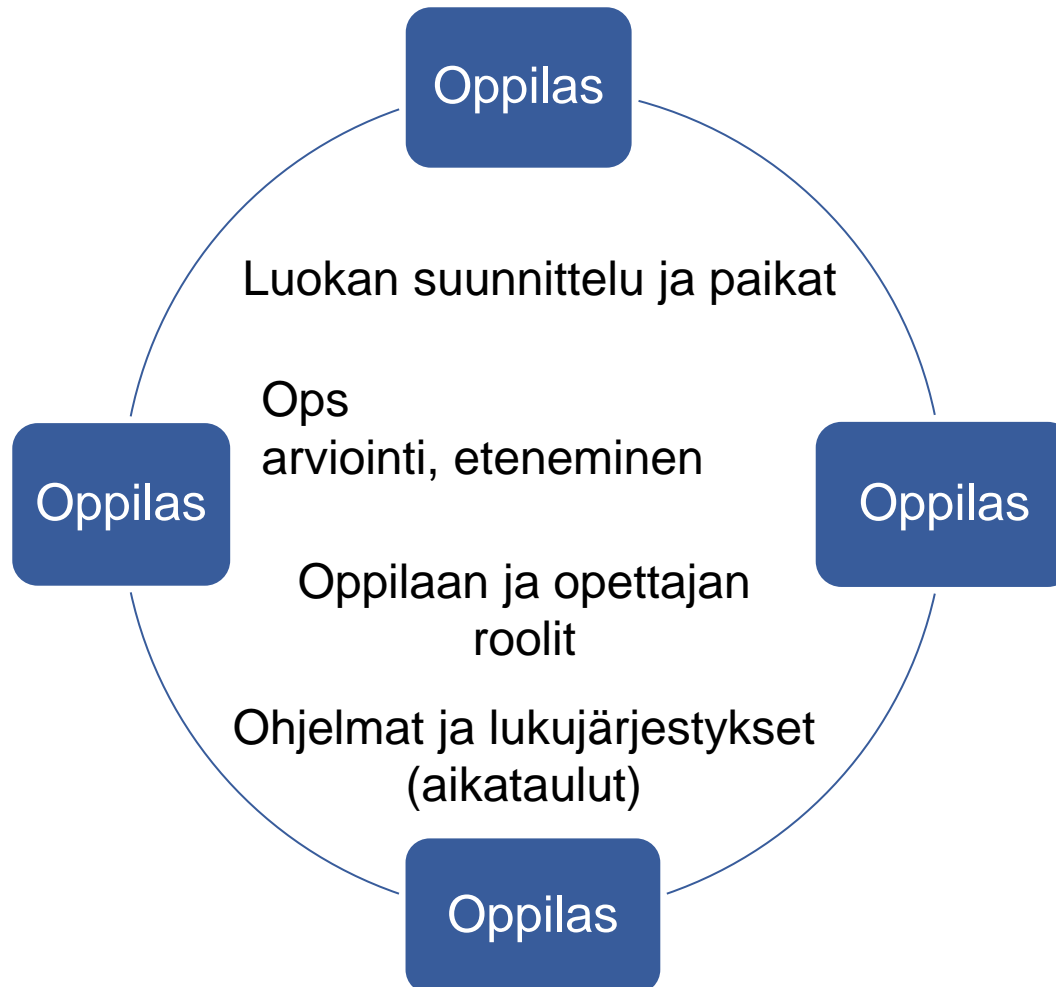 Oppilas
Luokan suunnittelu ja paikat
Ops
arviointi, eteneminen
Oppilas
Oppilas
Oppilaan ja opettajan
roolit
Ohjelmat ja lukujärjestykset
(aikataulut)
Oppilas